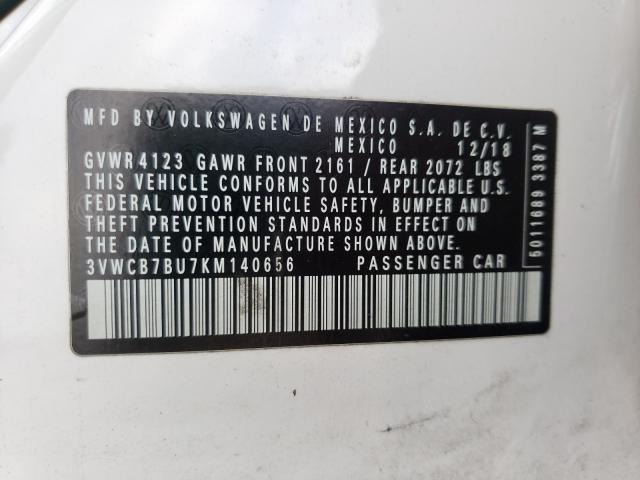 MFD BY VOLKSWAGEN DE MEXICO S.A. DE C.V.
MEXICO 12/18
GVWR 4123 GAWR FRONT 2161 / REAR 2072 LBS
THIS VEHICLE CONFORMS TO ALL APPLICABLE U.S.
FEDERAL MOTOR VEHICLE SAFETY, BUMPER AND
THEFT PREVENTION STANDARDS IN EFFECT ON
THE DATE OF MANUFACTURE SHOWN ABOVE.
3VWCB7BU7KM140656 PASSENGER CAR
5011689 3387 M